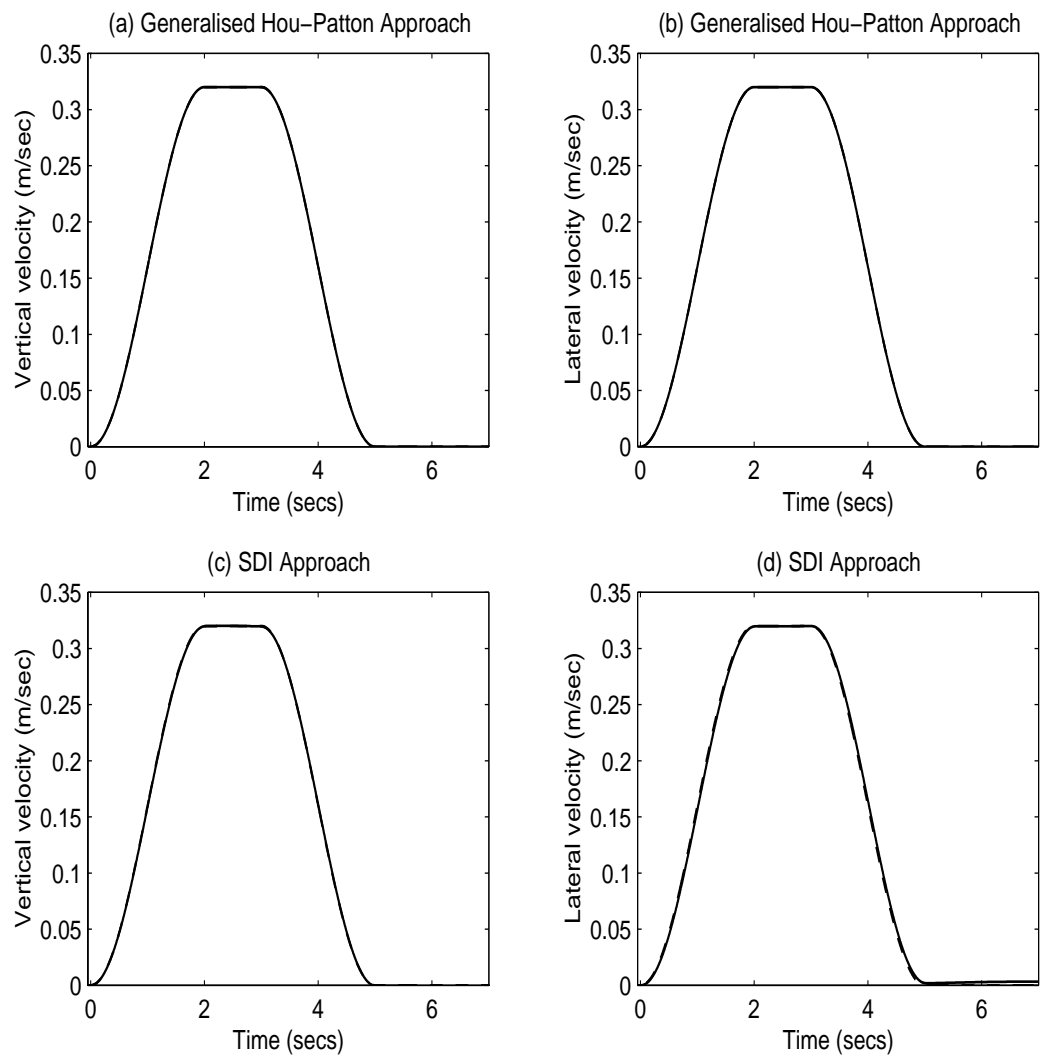 (a) Generalised Hou−Patton Approach
0.35
0.3
0.25
0.2
0.15
0.1
0.05
0
Vertical velocity (m/sec)
0 2 4 6
Time (secs)
(b) Generalised Hou−Patton Approach
0.35
0.3
0.25
0.2
0.15
0.1
0.05
0
Lateral velocity (m/sec)
0 2 4 6
Time (secs)
(c) SDI Approach
0.35
0.3
0.25
0.2
0.15
0.1
0.05
0
Vertical velocity (m/sec)
0 2 4 6
Time (secs)
(d) SDI Approach
0.35
0.3
0.25
0.2
0.15
0.1
0.05
0
Lateral velocity (m/sec)
0 2 4 6
Time (secs)